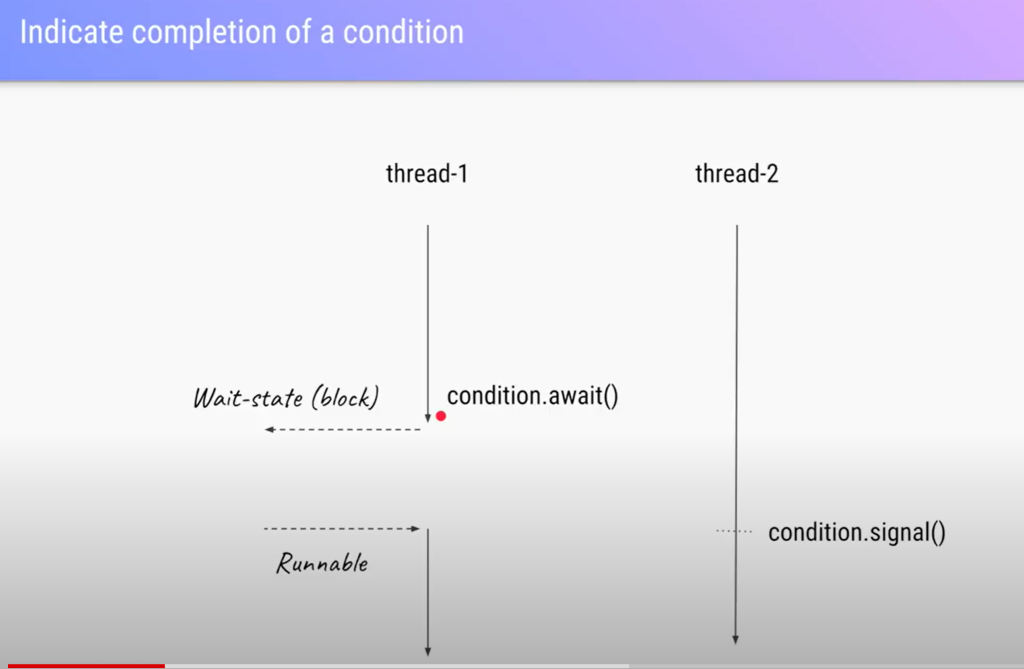 Indicate completion of a condition
thread-1
thread-2
Wait-state (block)
condition.await()
condition.signal()
Runnable